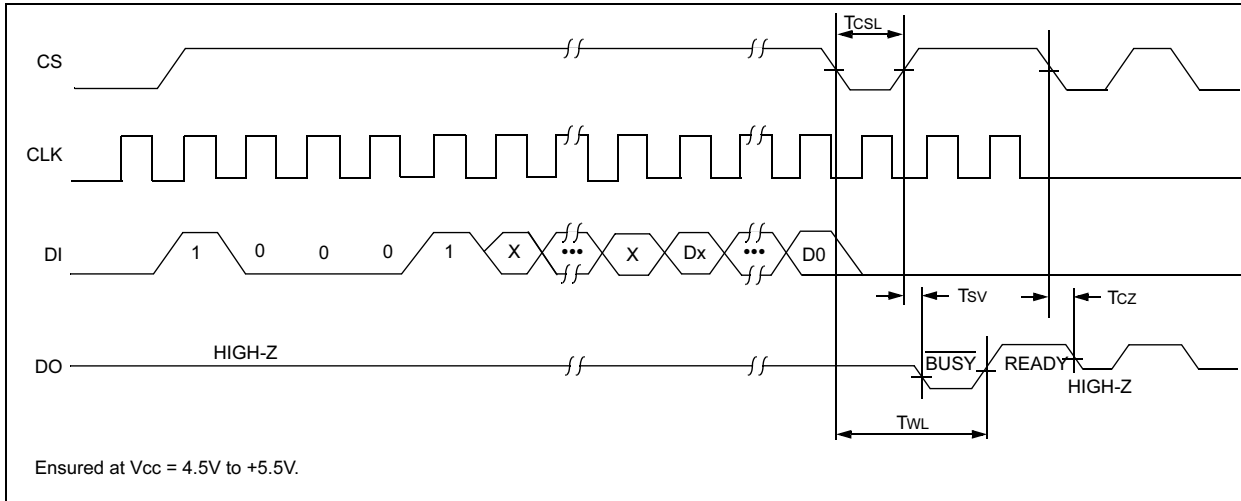 TCSL
CS
CLK
DI 1 0 0 0 1 X ••• X Dx ••• D0
TSV TCZ
HIGH-Z
DO BUSY READY
HIGH-Z
TWL
Ensured at Vcc = 4.5V to +5.5V.